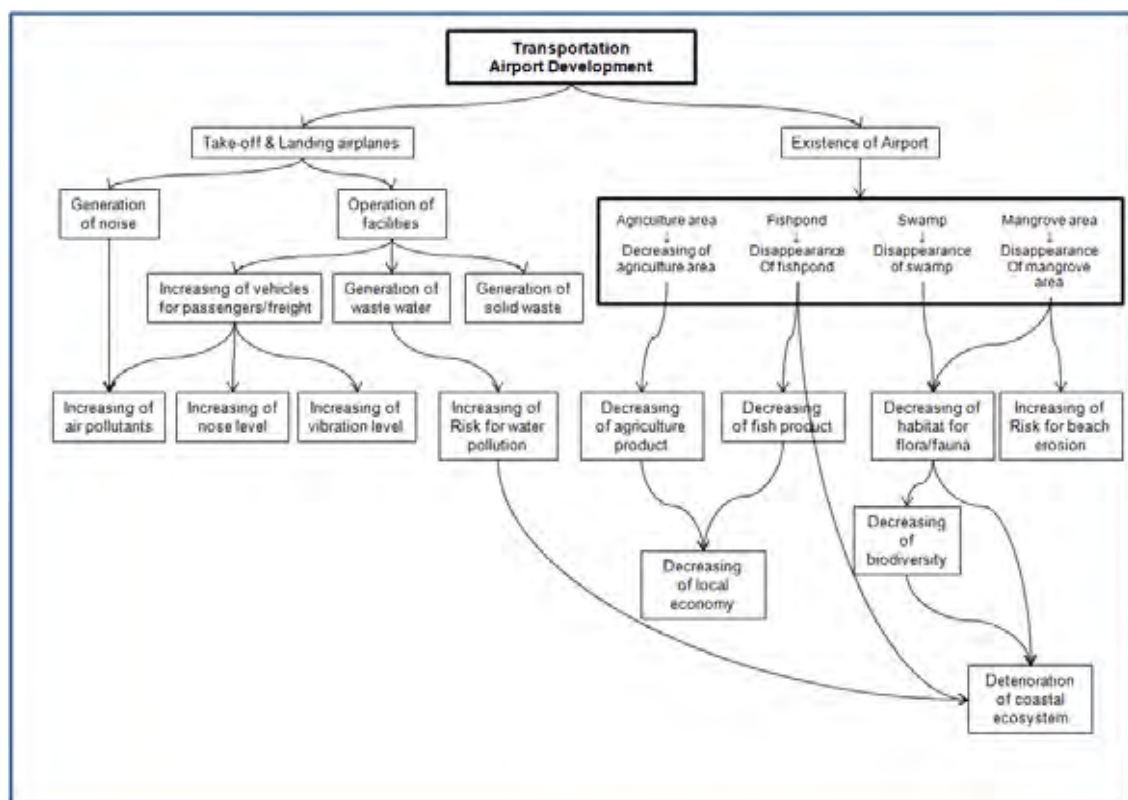 Transportation
Airport Development
Take-off & Landing airplanes
Existence of Airport
Generation
of noise
Operation of
facilities
Agriculture area
↓
Decreasing of
agriculture area
Fishpond
↓
Disappearance
Of fishpond
Swamp
↓
Disappearance
of swamp
Mangrove area
↓
Disappearance
Of mangrove
area
Increasing of vehicles
for passengers/freight
Generation of
waste water
Generation of
solid waste
Increasing of
air pollutants
Increasing of
nose level
Increasing of
vibration level
Increasing of
Risk for water
pollution
Decreasing
of agriculture
product
Decreasing
of fish product
Decreasing of
habitat for
flora/fauna
Increasing of
Risk for beach
erosion
Decreasing
of
biodiversity
Decreasing
of local
economy
Deterioration
of coastal
ecosystem